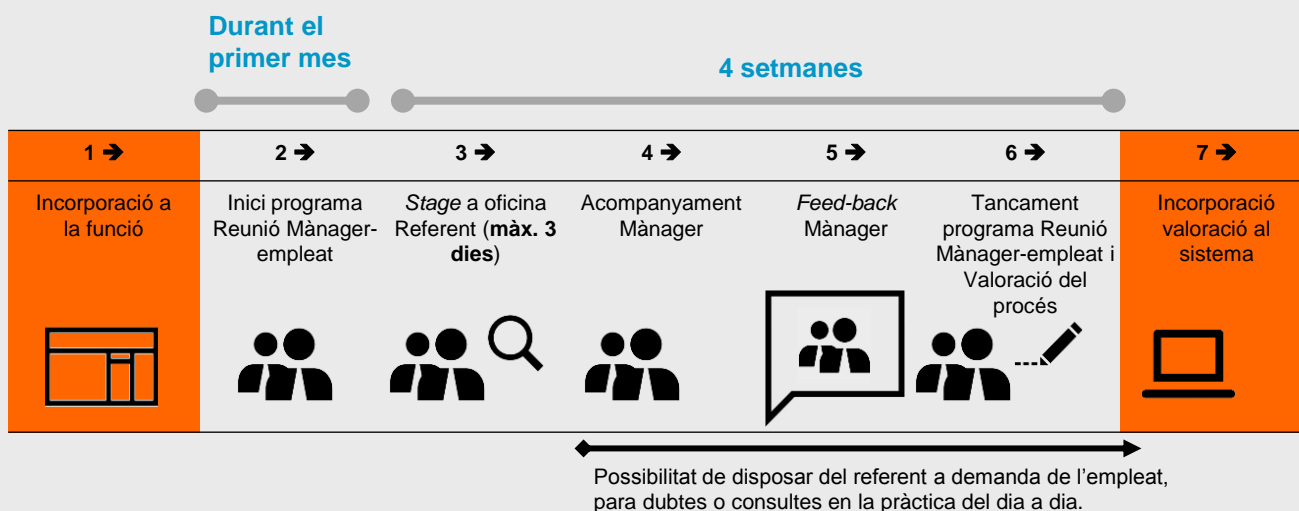 Durant el
primer mes
4 setmanes
1 ➔
2 ➔
3 ➔
4 ➔
5 ➔
6 ➔
7 ➔
Incorporació a
la funció
Inici programa
Reunió Mànager-
empleat
Stage a oficina
Referent (màx. 3
dies)
Acompanyament
Mànager
Feed-back
Mànager
Tancament
programa Reunió
Mànager-empleat i
Valoració del
procés
Incorporació
valoració al
sistema
Possibilitat de disposar del referent a demanda de l’empleat,
para dubtes o consultes en la pràctica del dia a dia.